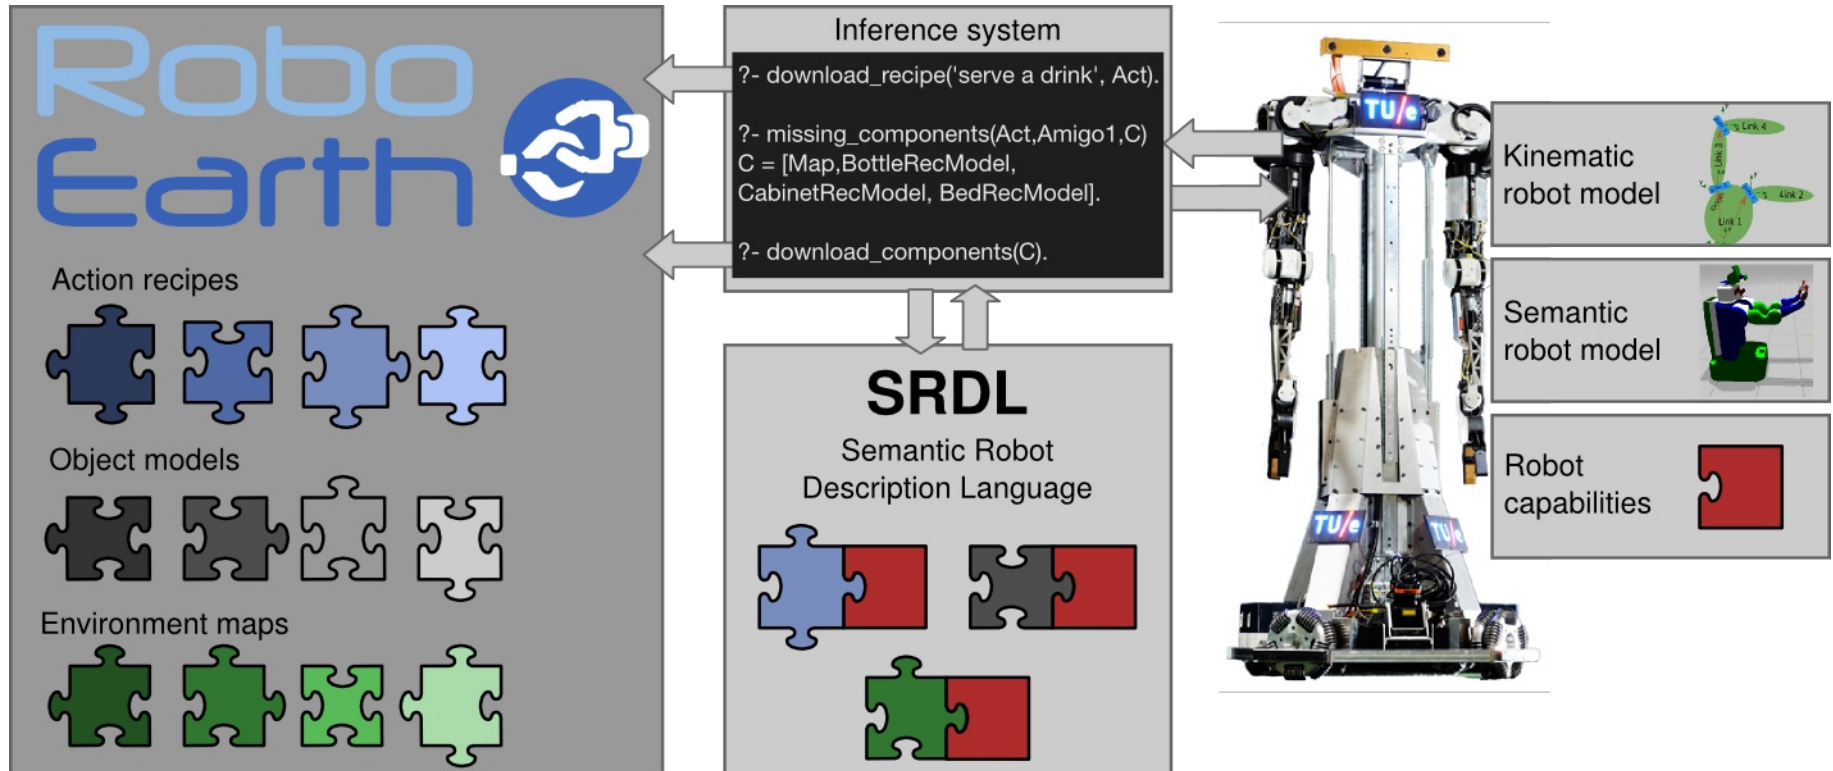 Robo
Earth
Action recipes
Object models
Environment maps
Inference system
?- download_recipe('serve a drink', Act).
?- missing_components(Act,Amigo1,C)
C = [Map,BottleRecModel,
CabinetRecModel, BedRecModel].
?- download_components(C).
SRDL
Semantic Robot
Description Language
TU/e
TU/e
TU/e
Kinematic
robot model
Link 4
Link 3
Link 2
Link 1
Semantic
robot model
Robot
capabilities